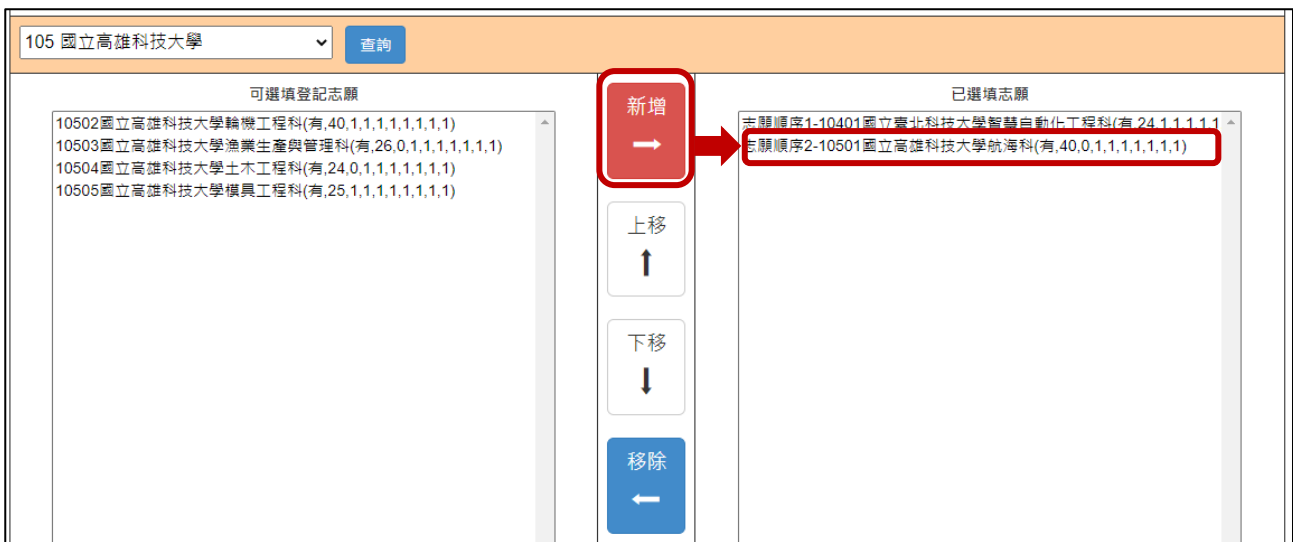 105 國立高雄科技大學
查詢
可選填登記志願
10502國立高雄科技大學輪機工程科(有,40,1,1,1,1,1,1,1,1)
10503國立高雄科技大學漁業生產與管理科(有,26,0,1,1,1,1,1,1,1)
10504國立高雄科技大學土木工程科(有,24,0,1,1,1,1,1,1,1)
10505國立高雄科技大學模具工程科(有,25,1,1,1,1,1,1,1,1)
新增
上移
下移
移除
已選填志願
志願順序1-10401國立臺北科技大學智慧自動化工程科(有,24,1,1,1,1,1
志願順序2-10501國立高雄科技大學航海科(有,40,0,1,1,1,1,1,1,1)